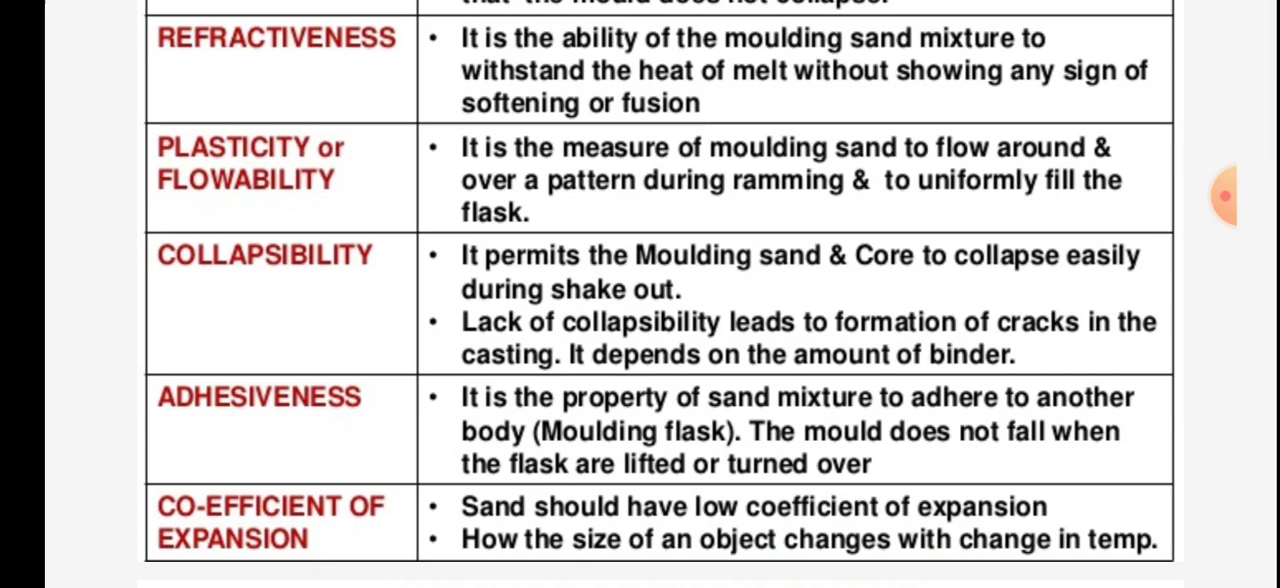 that the mould does not collapse.
REFRACTIVENESS
• It is the ability of the moulding sand mixture to
withstand the heat of melt without showing any sign of
softening or fusion
PLASTICITY or
FLOWABILITY
• It is the measure of moulding sand to flow around &
over a pattern during ramming & to uniformly fill the
flask.
COLLAPSIBILITY
• It permits the Moulding sand & Core to collapse easily
during shake out.
• Lack of collapsibility leads to formation of cracks in the
casting. It depends on the amount of binder.
ADHESIVENESS
• It is the property of sand mixture to adhere to another
body (Moulding flask). The mould does not fall when
the flask are lifted or turned over
CO-EFFICIENT OF
EXPANSION
• Sand should have low coefficient of expansion
• How the size of an object changes with change in temp.